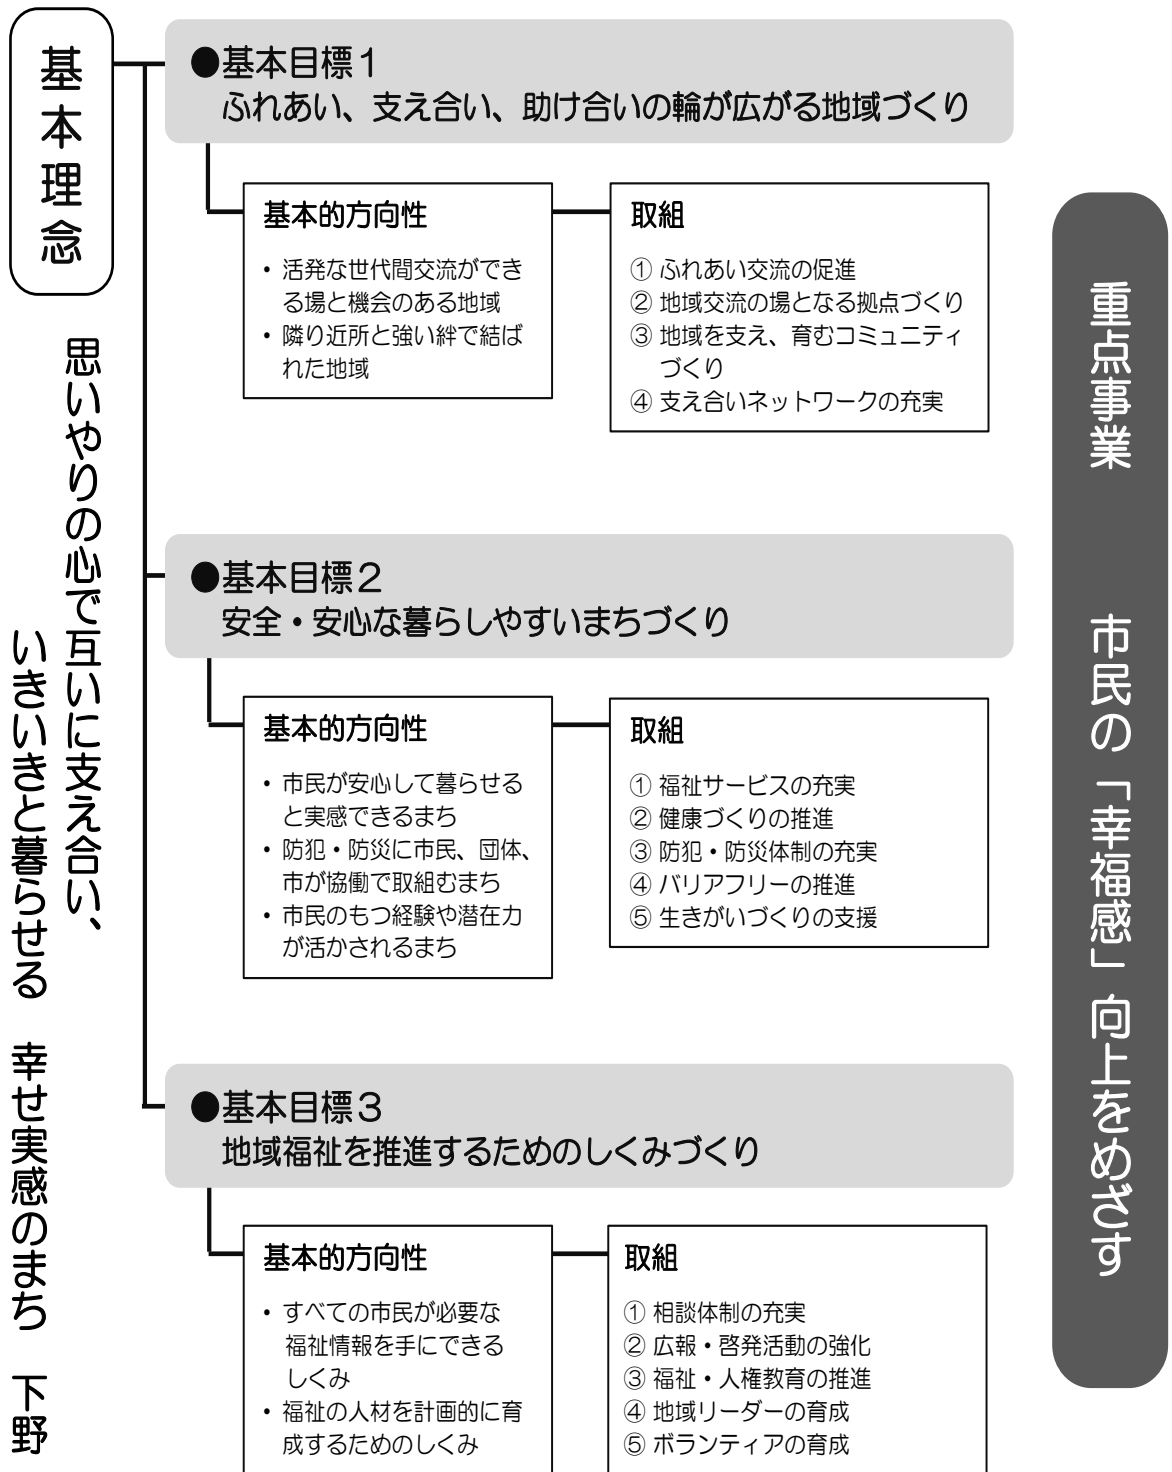 基本理念
思いやりの心で互いに支え合い、
いきいきと暮らせる 幸せ実感のまち 下野
●基本目標1
ふれあい、支え合い、助け合いの輪が広がる地域づくり
基本的方向性
・活発な世代間交流ができ
る場と機会のある地域
・隣り近所と強い絆で結ば
れた地域
取組
① ふれあい交流の促進
② 地域交流の場となる拠点づくり
③ 地域を支え、育むコミュニティ
づくり
④ 支え合いネットワークの充実
●基本目標2
安全・安心な暮らしやすいまちづくり
基本的方向性
・市民が安心して暮らせる
と実感できるまち
・防犯・防災に市民、団体、
市が協働で取組むまち
・市民のもつ経験や潜在力
が活かされるまち
取組
① 福祉サービスの充実
② 健康づくりの推進
③ 防犯・防災体制の充実
④ バリアフリーの推進
⑤ 生きがいづくりの支援
●基本目標3
地域福祉を推進するためのしくみづくり
基本的方向性
・すべての市民が必要な
福祉情報を手にできる
しくみ
・福祉の人材を計画的に育
成するためのしくみ
取組
① 相談体制の充実
② 広報・啓発活動の強化
③ 福祉・人権教育の推進
④ 地域リーダーの育成
⑤ ボランティアの育成
重点事業 市民の「幸福感」向上をめざす